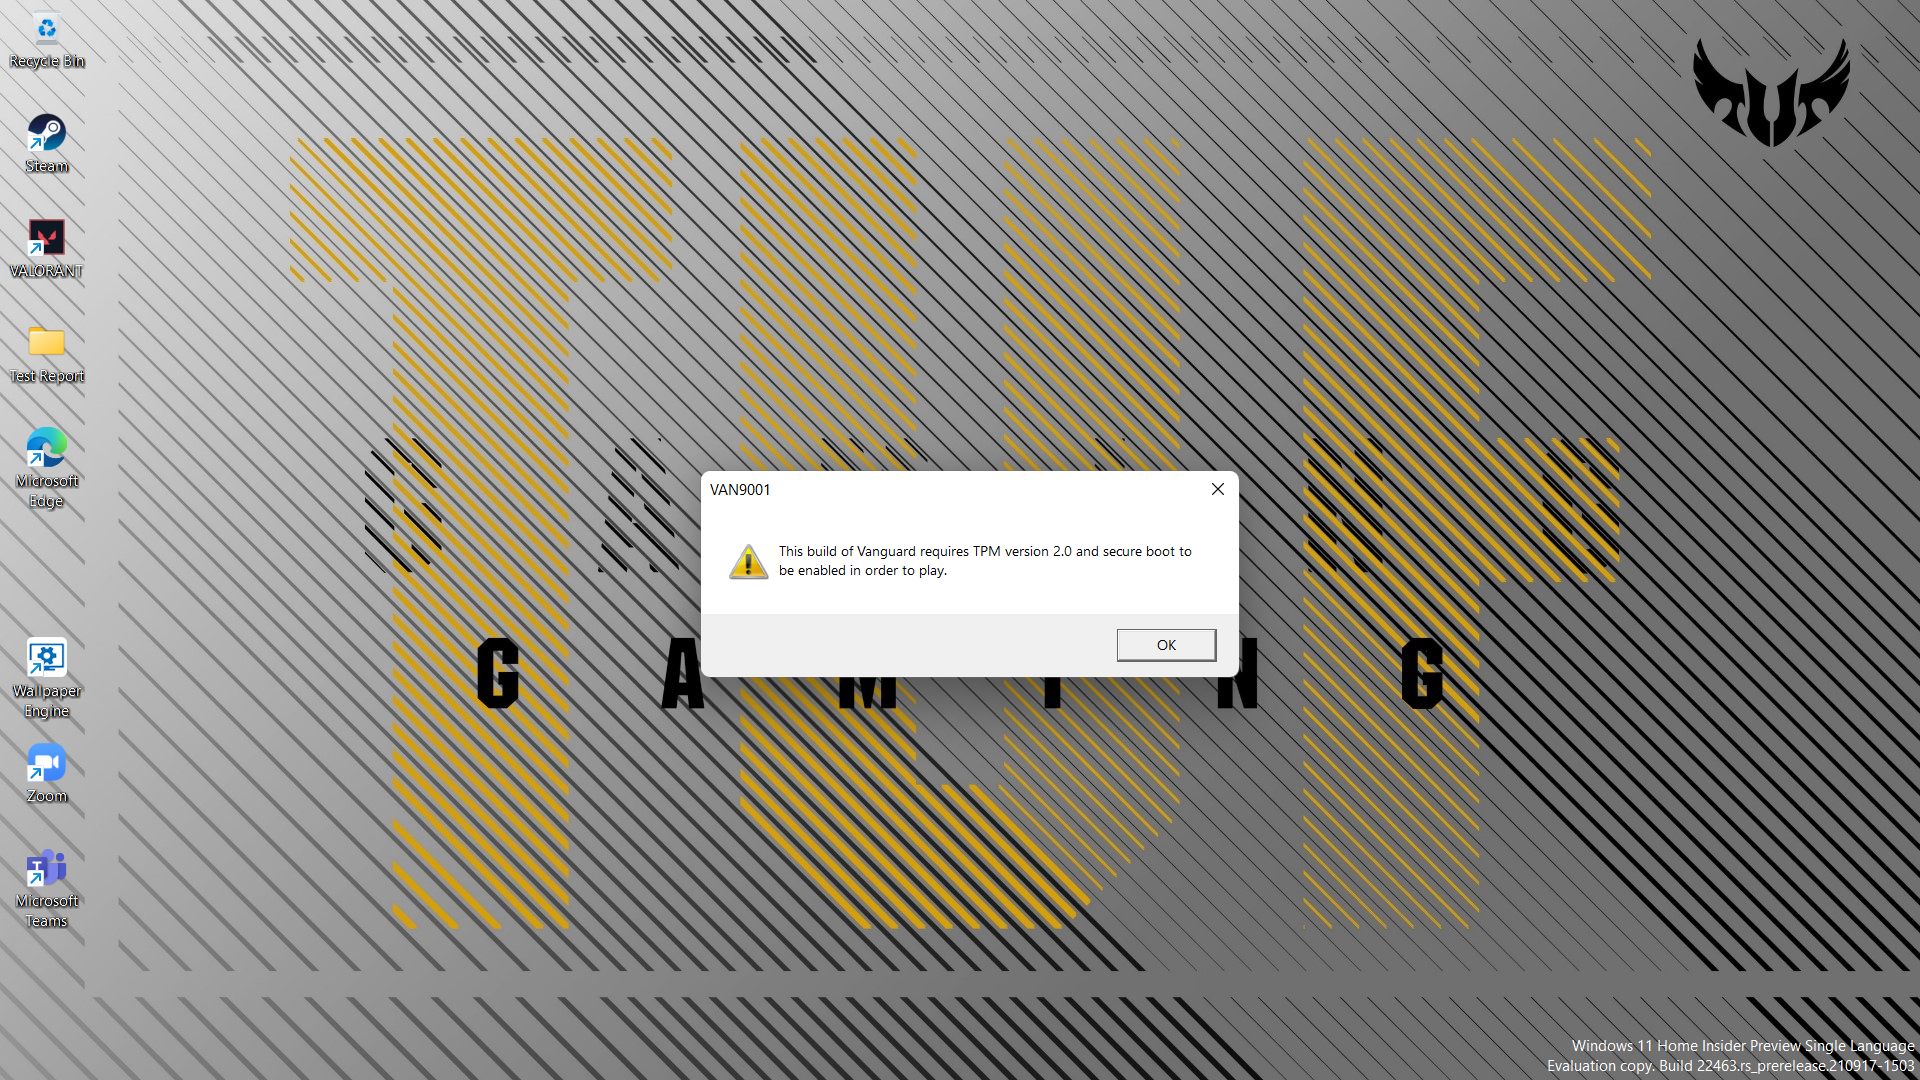 Recycle Bin
Steam
VALORANT
Test Report
Microsoft
Edge
Wallpaper
Engine
Zoom
Microsoft
Teams
VAN9001
This build of Vanguard requires TPM version 2.0 and secure boot to
be enabled in order to play.
OK
TUF
GAMING
Windows 11 Home Insider Preview Single Language
Evaluation copy. Build 22463.rs_prerelease.210917-1503